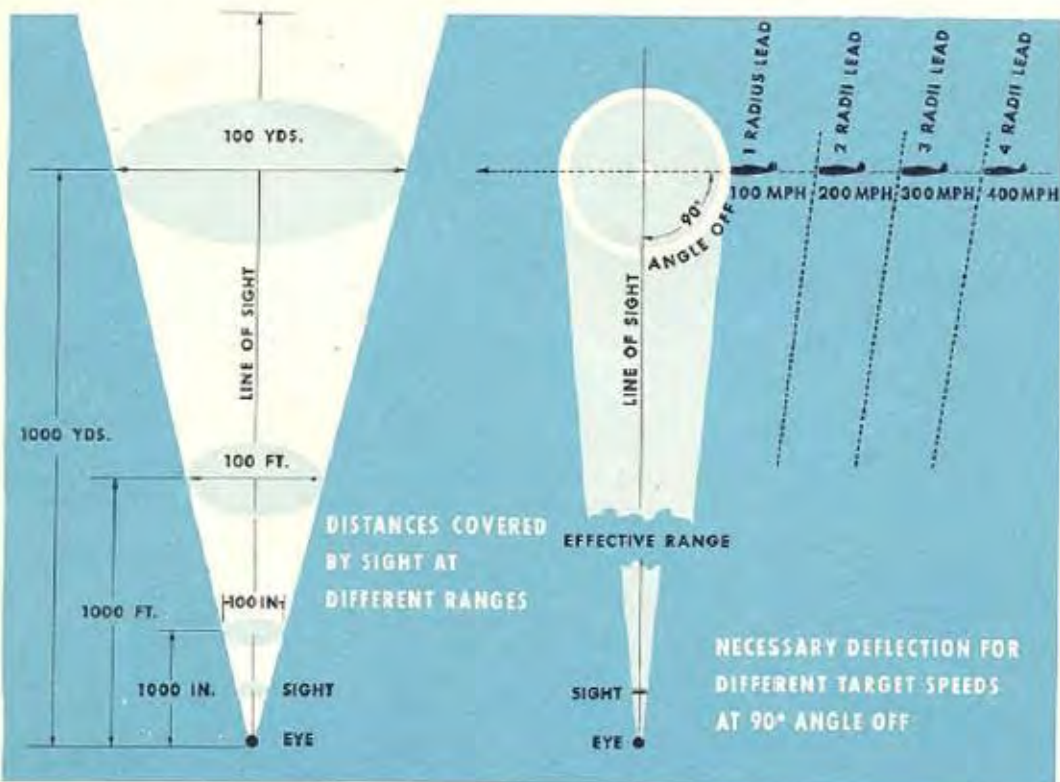 100 YDS.
LINE OF SIGHT
1000 YDS.
100 FT.
DISTANCES COVERED
BY SIGHT AT
DIFFERENT RANGES
100 IN.
1000 FT.
1000 IN.
SIGHT
EYE
1 RADIUS LEAD
2 RADII LEAD
3 RADII LEAD
4 RADII LEAD
100 MPH
200 MPH
300 MPH
400 MPH
90°
ANGLE OFF
LINE OF SIGHT
EFFECTIVE RANGE
SIGHT
EYE
NECESSARY DEFLECTION FOR
DIFFERENT TARGET SPEEDS
AT 90° ANGLE OFF